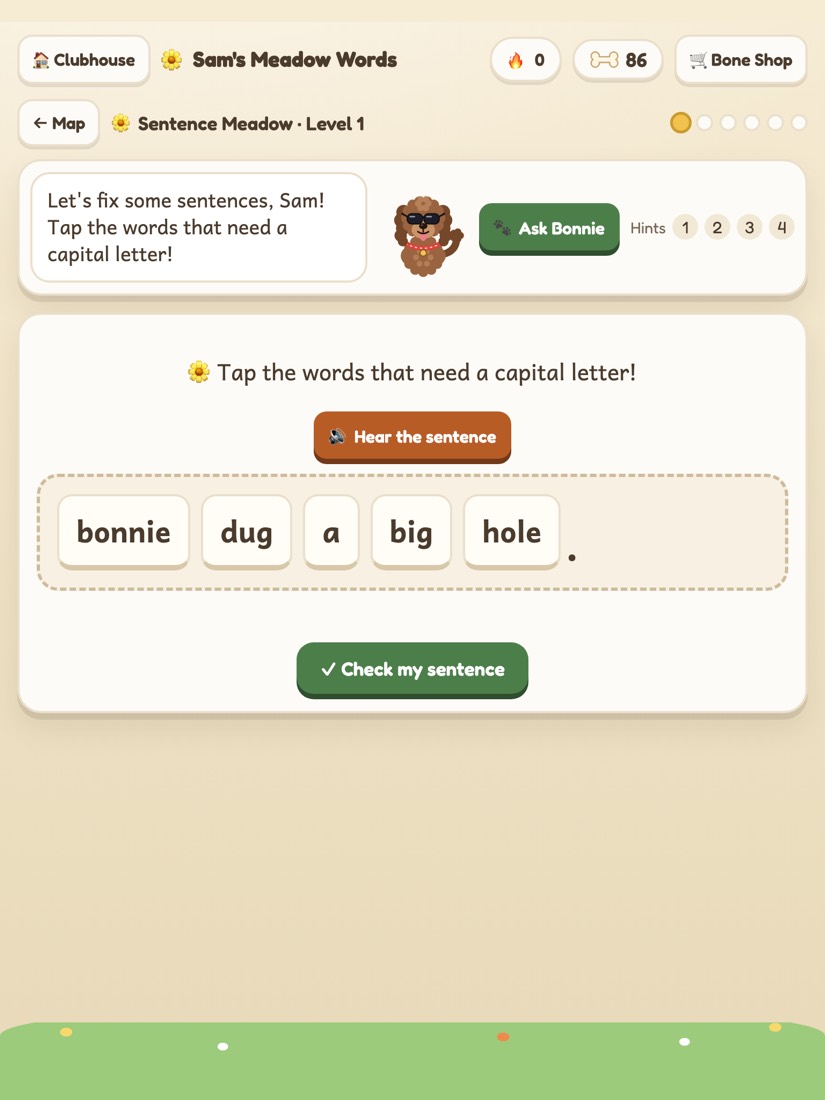 Clubhouse
Sam's Meadow Words
0
86
Bone Shop
← Map
Sentence Meadow · Level 1
Let's fix some sentences, Sam!
Tap the words that need a
capital letter!
Ask Bonnie
Hints 1 2 3 4
Tap the words that need a capital letter!
Hear the sentence
bonnie dug a big hole .
✓ Check my sentence